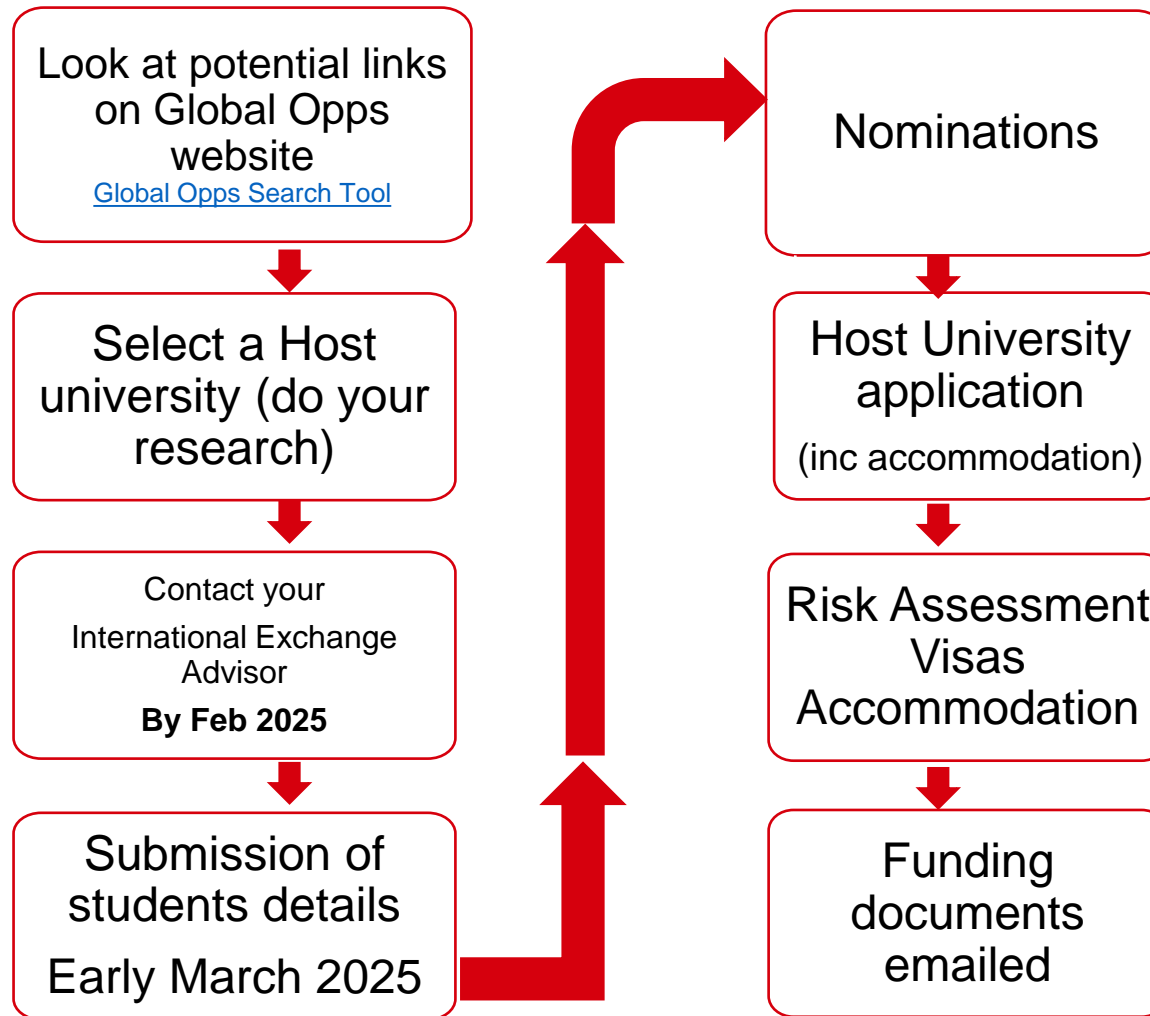 Look at potential links
on Global Opps
website
Global Opps Search Tool
Select a Host
university (do your
research)
Contact your
International Exchange
Advisor
By Feb 2025
Submission of
students details
Early March 2025
Nominations
Host University
application
(inc accommodation)
Risk Assessment
Visas
Accommodation
Funding
documents
emailed